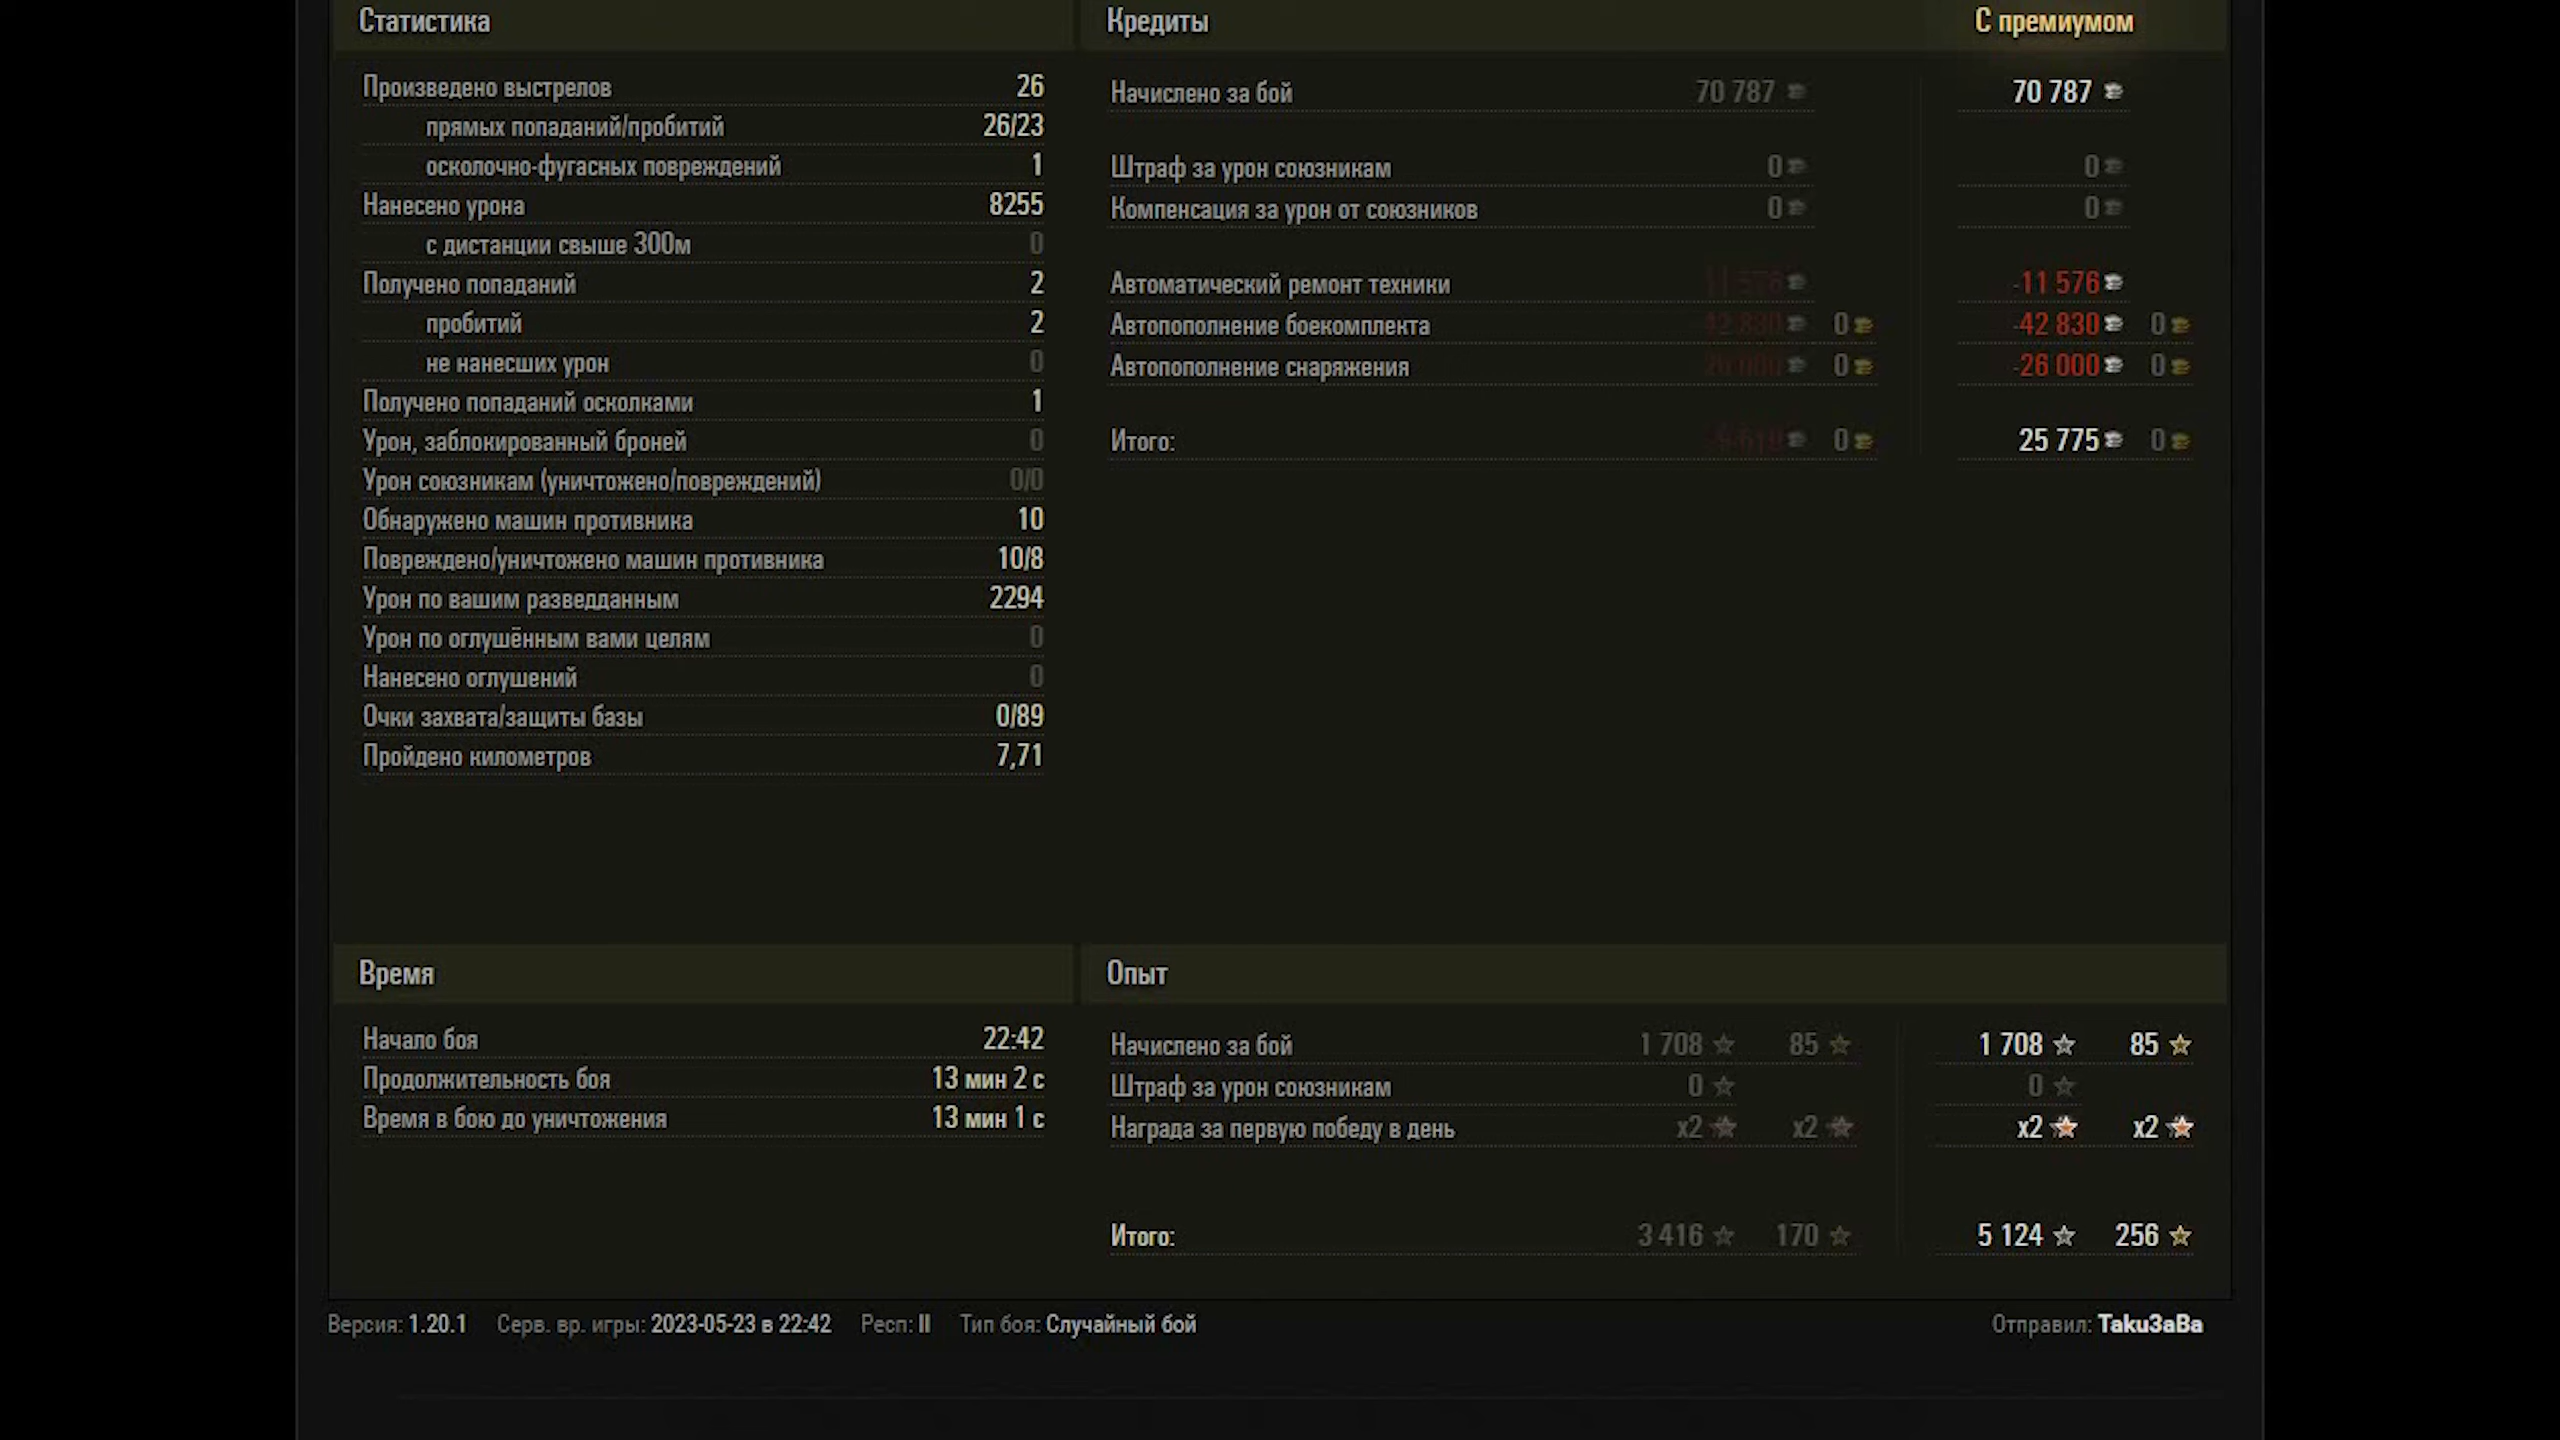 Статистика
Произведено выстрелов 26
прямых попаданий/пробитий 26/23
осколочно-фугасных повреждений 1
Нанесено урона 8255
с дистанции свыше 300м 0
Получено попаданий 2
пробитий 2
не нанесших урон 0
Получено попаданий осколками 1
Урон, заблокированный броней 0
Урон союзникам (уничтожено/повреждений) 0/0
Обнаружено машин противника 10
Повреждено/уничтожено машин противника 10/8
Урон по вашим разведданным 2294
Урон по оглушённым вами целям 0
Нанесено оглушений 0
Очки захвата/защиты базы 0/89
Пройдено километров 7,71
Кредиты С премиумом
Начислено за бой 70 787 70 787
Штраф за урон союзникам 0 0
Компенсация за урон от союзников 0 0
Автоматический ремонт техники -11 576
Автопополнение боекомплекта -42 830 0 -42 830 0
Автопополнение снаряжения 0 -26 000 0
Итого: 0 25 775 0
Время
Начало боя 22:42
Продолжительность боя 13 мин 2 с
Время в бою до уничтожения 13 мин 1 с
Опыт
Начислено за бой 1 708 85 1 708 85
Штраф за урон союзникам 0 0
Награда за первую победу в день x2 x2 x2 x2
Итого: 3 416 170 5 124 256
Версия: 1.20.1 Серв. вр. игры: 2023-05-23 в 22:42 Респ: II Тип боя: Случайный бой Отправил: Taku3aBa